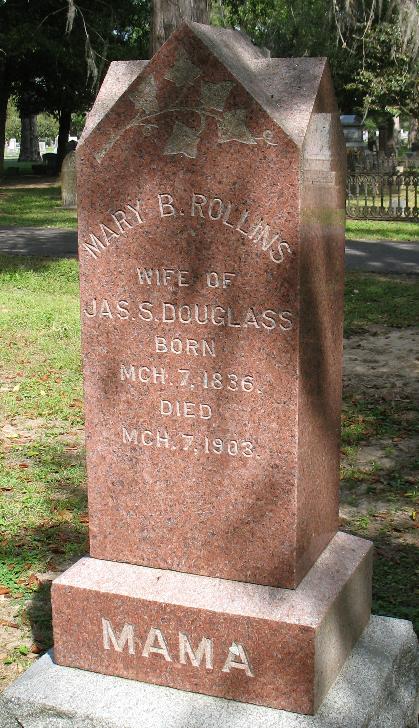 MARY B. ROLLINS
WIFE OF
JAS. S. DOUGLASS
BORN
MCH. 7, 1836.
DIED
MCH. 7, 1903.
MAMA